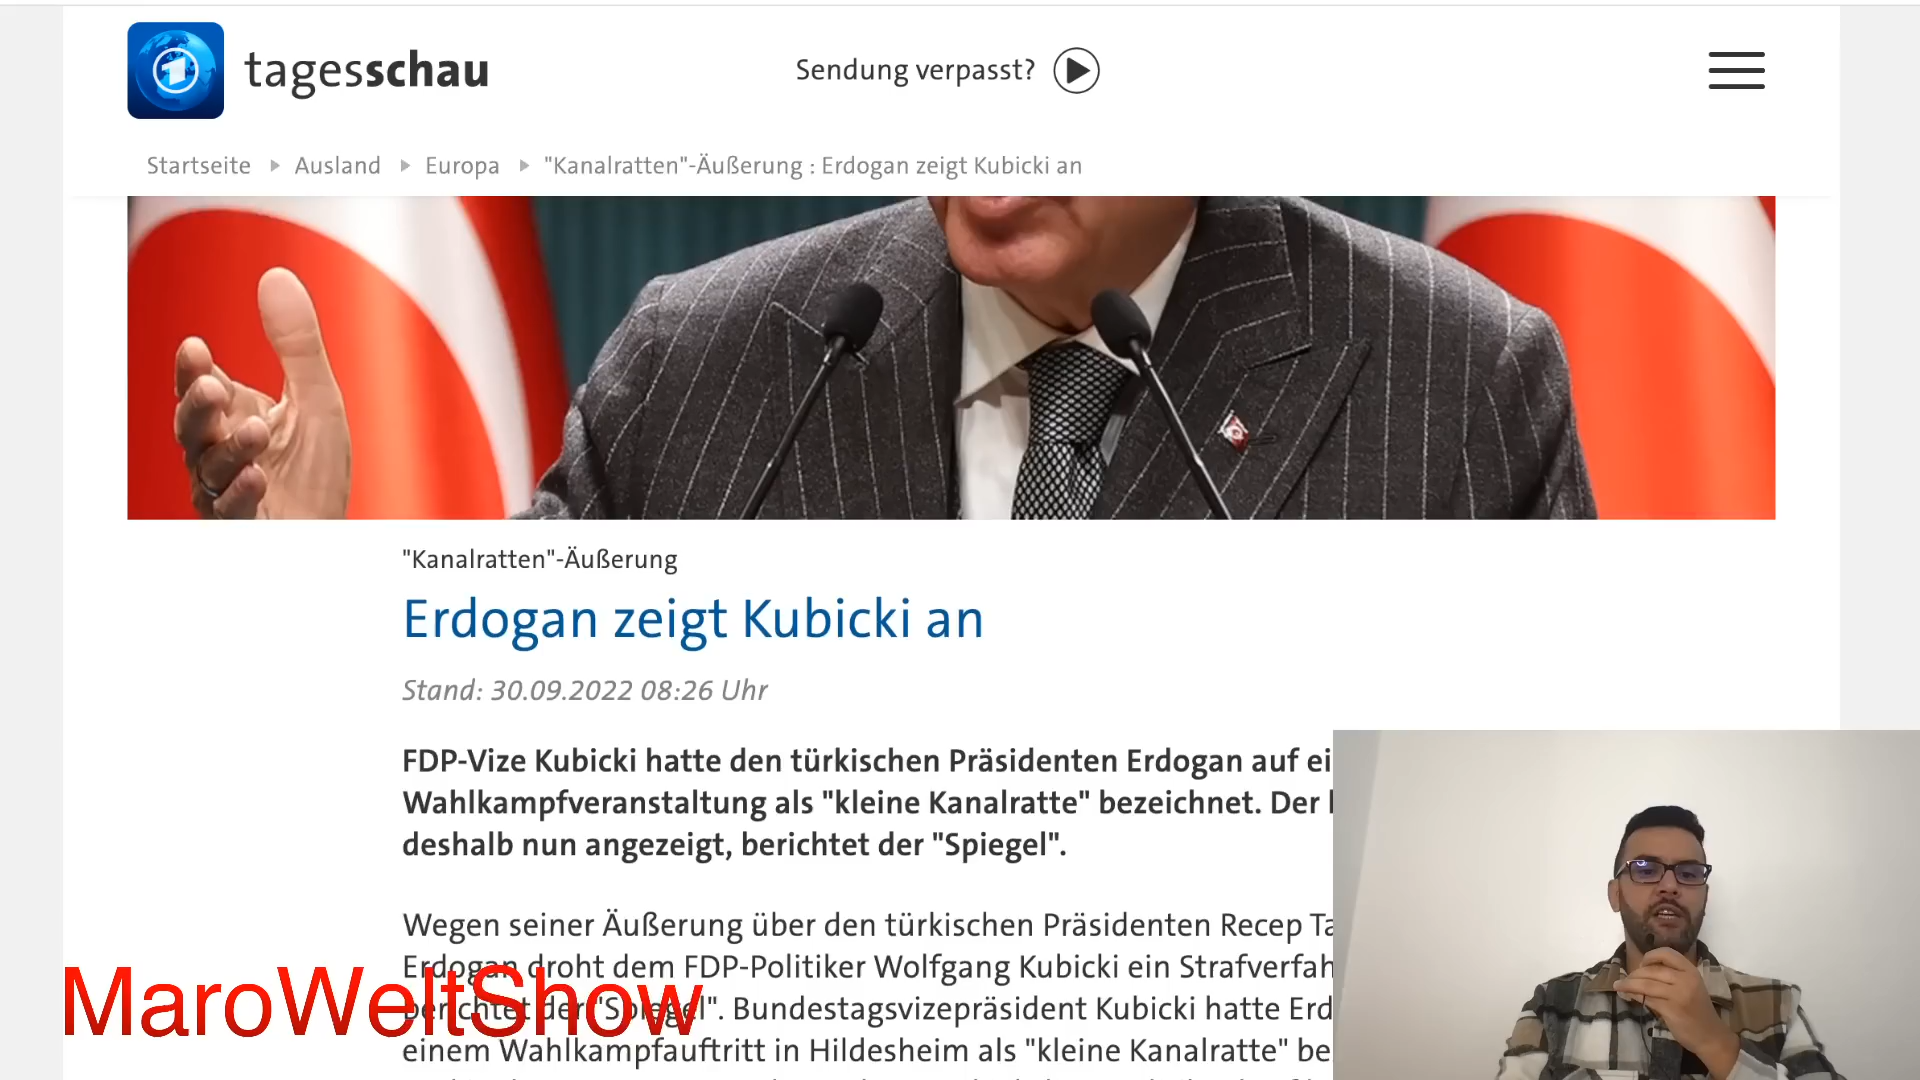 tagesschau
Sendung verpasst?
Startseite Ausland Europa "Kanalratten"-Äußerung : Erdogan zeigt Kubicki an
"Kanalratten"-Äußerung
Erdogan zeigt Kubicki an
Stand: 30.09.2022 08:26 Uhr
FDP-Vize Kubicki hatte den türkischen Präsidenten Erdogan auf ei
Wahlkampfveranstaltung als "kleine Kanalratte" bezeichnet. Der
deshalb nun angezeigt, berichtet der "Spiegel".
Wegen seiner Äußerung über den türkischen Präsidenten Recep Ta
Erdogan droht dem FDP-Politiker Wolfgang Kubicki ein Strafverfah
berichtet der "Spiegel". Bundestagsvizepräsident Kubicki hatte Erd
einem Wahlkampfauftritt in Hildesheim als "kleine Kanalratte" be
MaroWeltShow